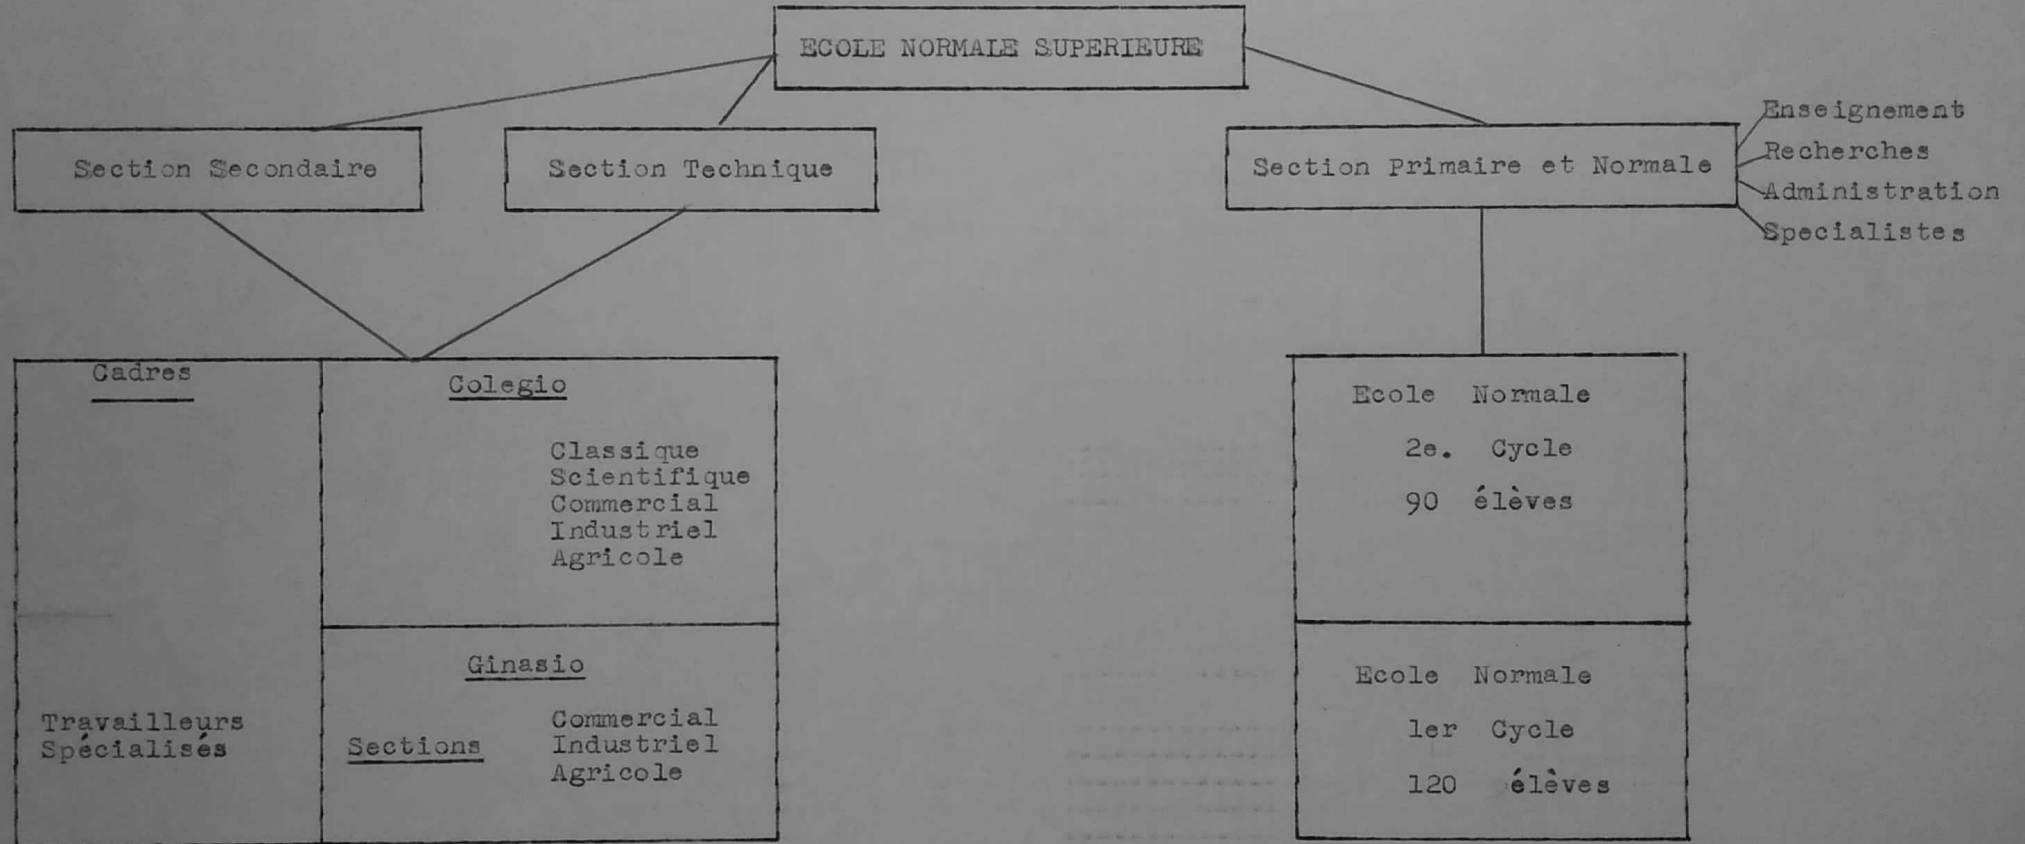 ECOLE NORMALE SUPERIEURE
Section Secondaire
Section Technique
Section Primaire et Normale
Enseignement
Recherches
Administration
Specialistes
Cadres
Travailleurs
Spécialisés
Colegio
Classique
Scientifique
Commercial
Industriel
Agricole
Ginasio
Sections
Commercial
Industriel
Agricole
Ecole Normale
2e. Cycle
90 élèves
Ecole Normale
1er Cycle
120 élèves